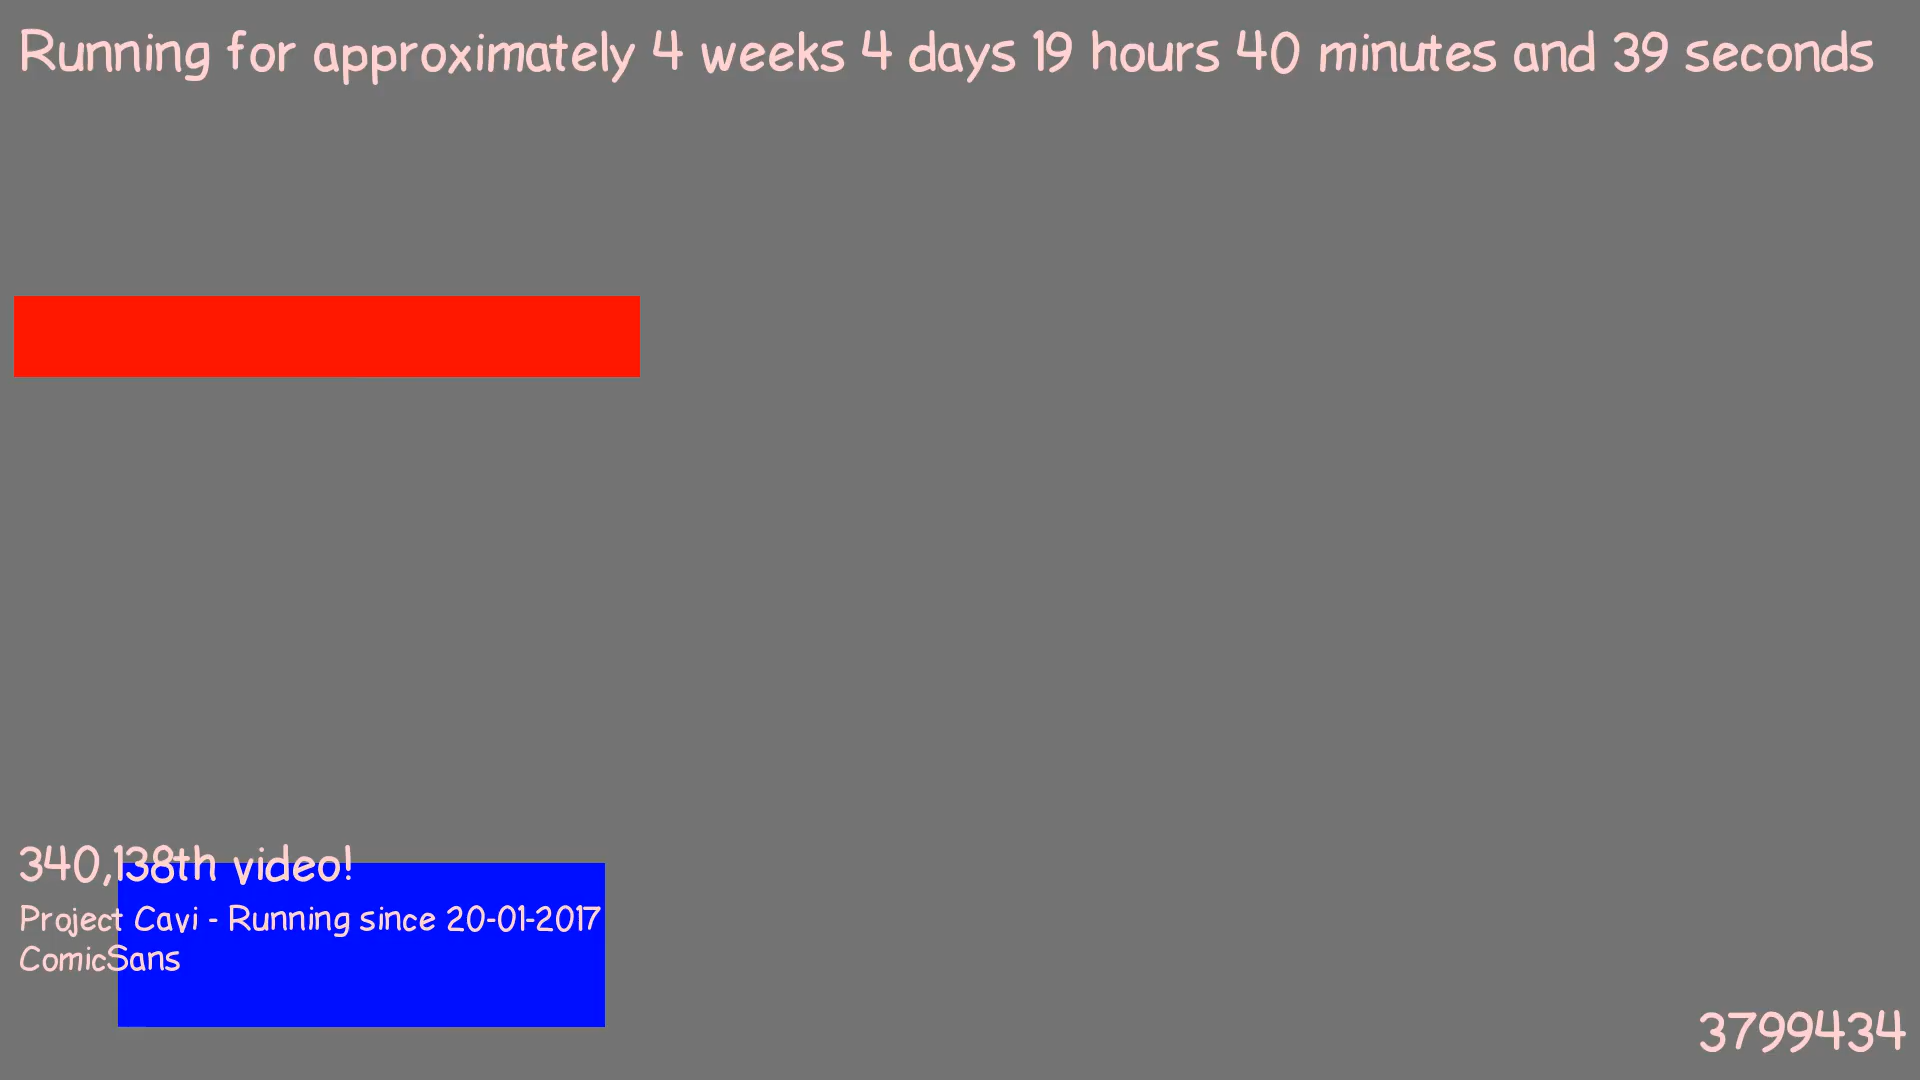 Running for approximately 4 weeks 4 days 19 hours 40 minutes and 39 seconds
340,138th video!
Project Cavi - Running since 20-01-2017
ComicSans
3799434